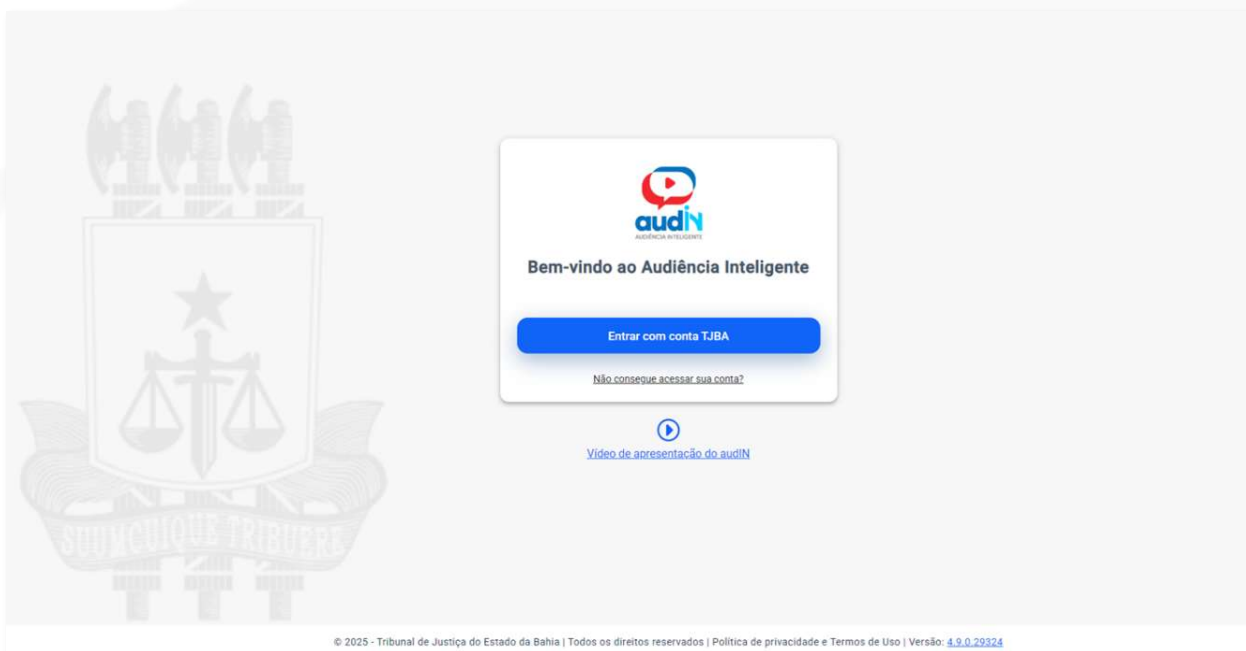 audiN
AUDIÊNCIA INTELIGENTE
Bem-vindo ao Audiência Inteligente
Entrar com conta TJBA
Não consegue acessar sua conta?
Vídeo de apresentação do audIN
SUUMCUIQUE TRIBUERE
© 2025 - Tribunal de Justiça do Estado da Bahia | Todos os direitos reservados | Política de privacidade e Termos de Uso | Versão: 4.9.0.29324